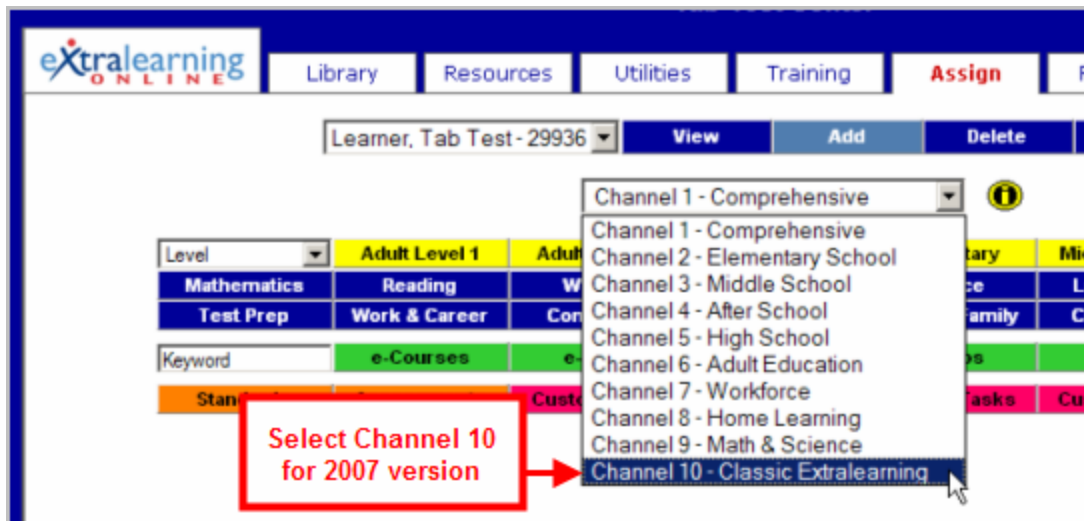 eXtralearning
ONLINE
Library Resources Utilities Training Assign
Learner, Tab Test - 29936 View Add Delete
Channel 1 - Comprehensive
Channel 1 - Comprehensive
Channel 2 - Elementary School
Channel 3 - Middle School
Channel 4 - After School
Channel 5 - High School
Channel 6 - Adult Education
Channel 7 - Workforce
Channel 8 - Home Learning
Channel 9 - Math & Science
Channel 10 - Classic Extralearning
Level Adult Level 1
Mathematics Reading
Test Prep Work & Career Family
Keyword e-Courses
Tasks
Select Channel 10
for 2007 version